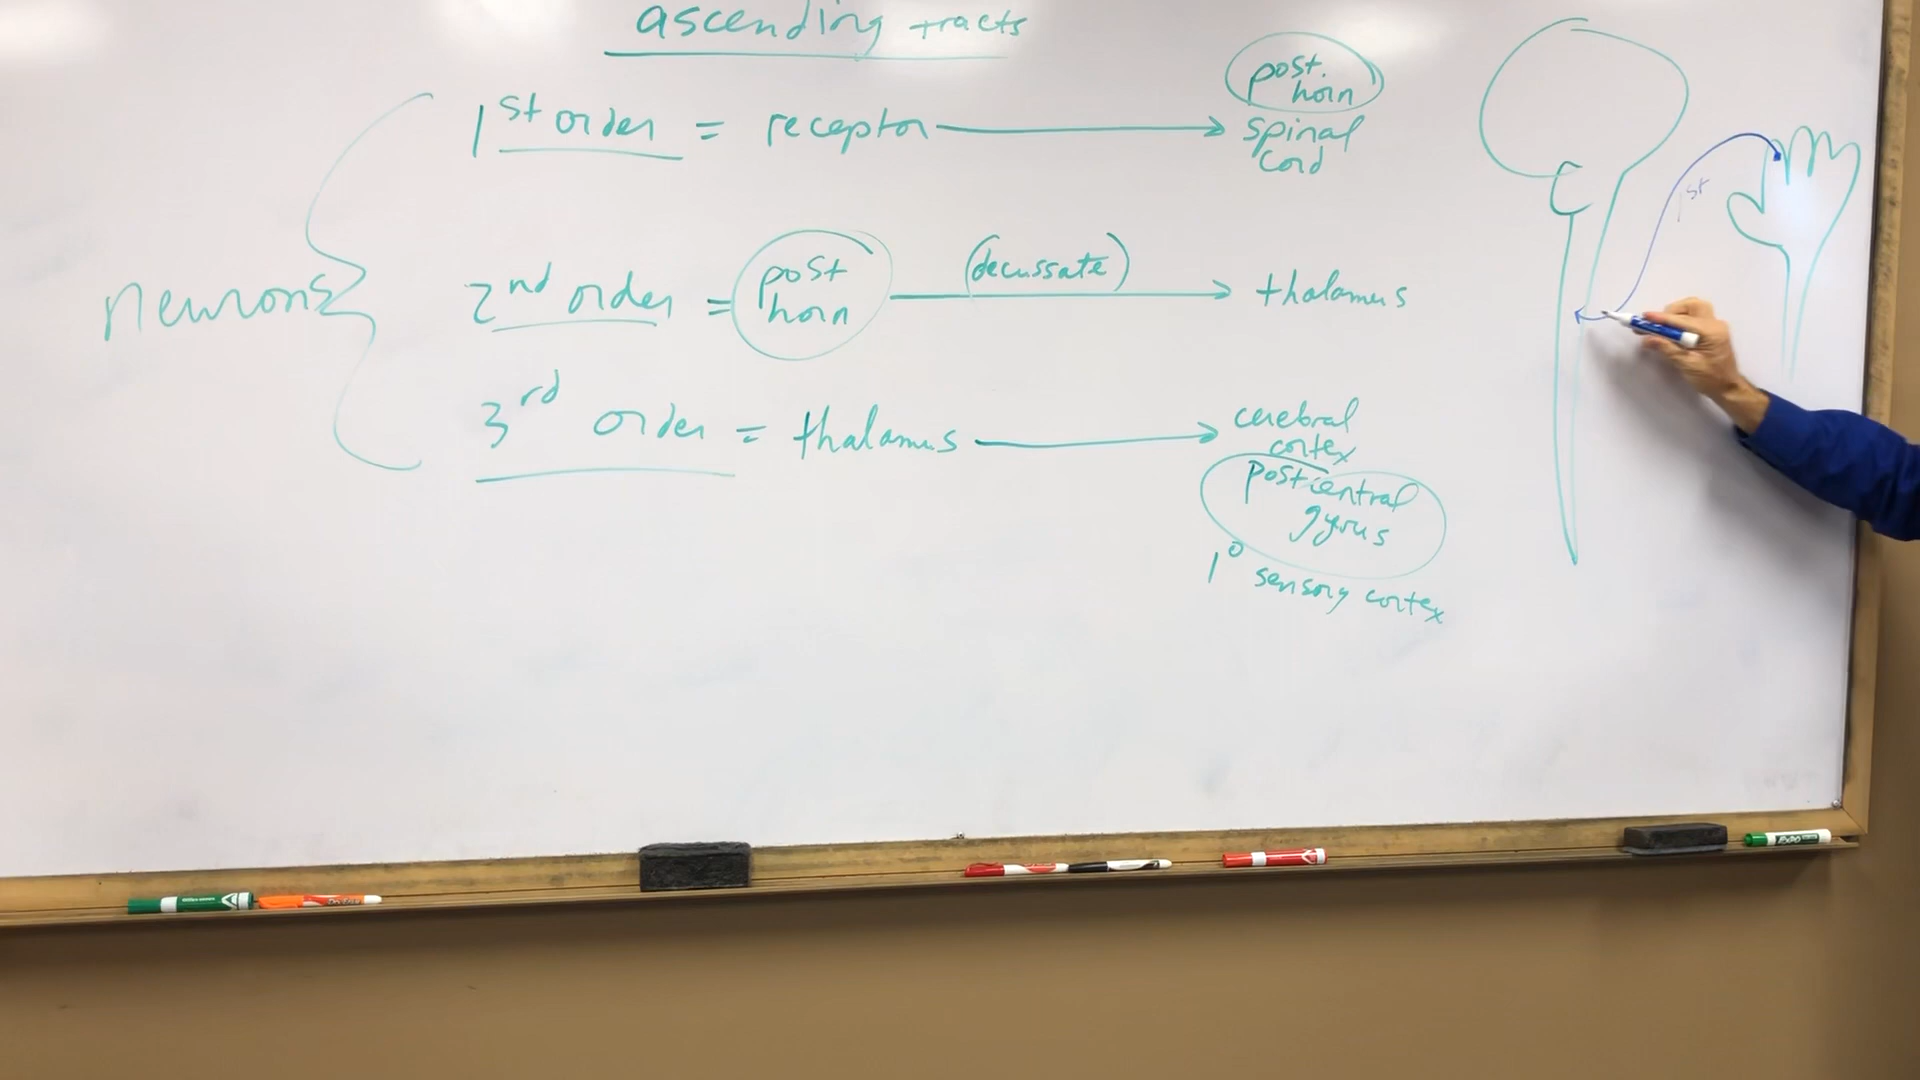 ascending tracts
neurons
1st order = receptor → post. horn
spinal cord
2nd order = post horn (decussate) → thalamus
3rd order = thalamus → cerebral cortex
postcentral gyrus
1° sensory cortex
1st
EXPO